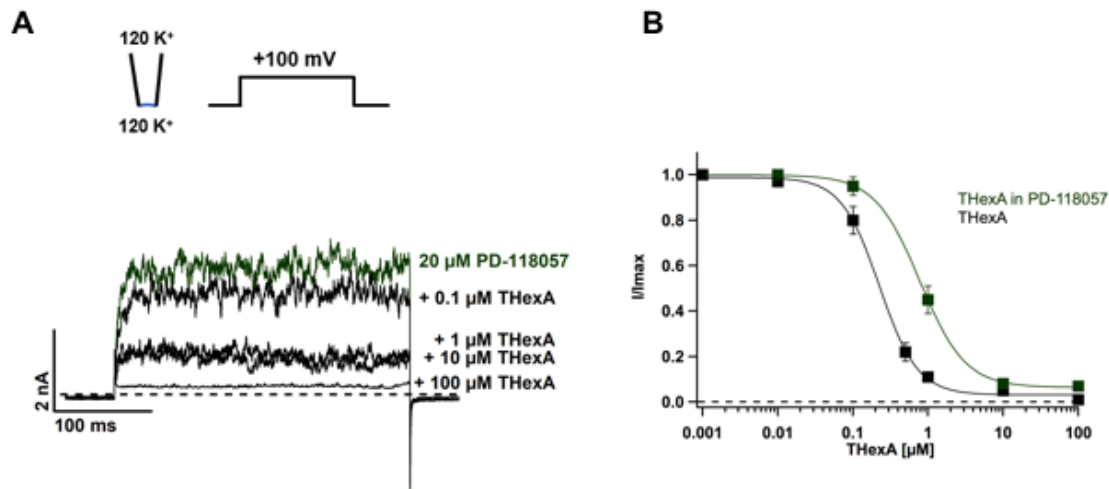 A
120 K⁺
120 K⁺
+100 mV
20 µM PD-118057
+ 0.1 µM THexA
+ 1 µM THexA
+ 10 µM THexA
+ 100 µM THexA
2 nA
100 ms
B
THexA in PD-118057
THexA
I/Imax
1.0
0.8
0.6
0.4
0.2
0.0
0.001
0.01
0.1
1
10
100
THexA [µM]